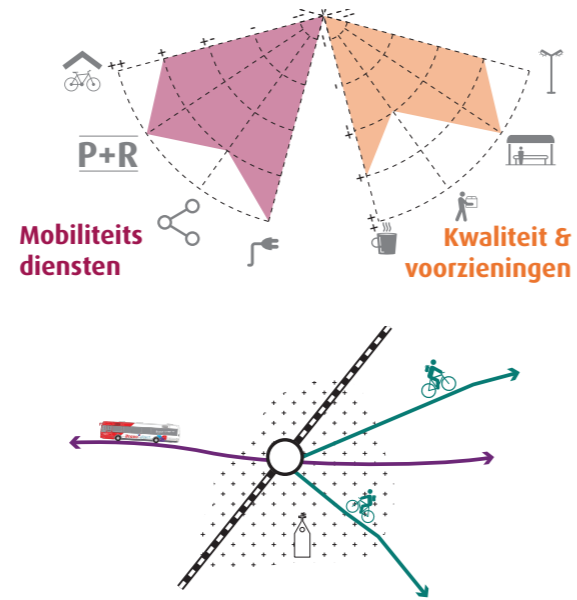 P+R
Mobiliteits
diensten
Kwaliteit &
voorzieningen